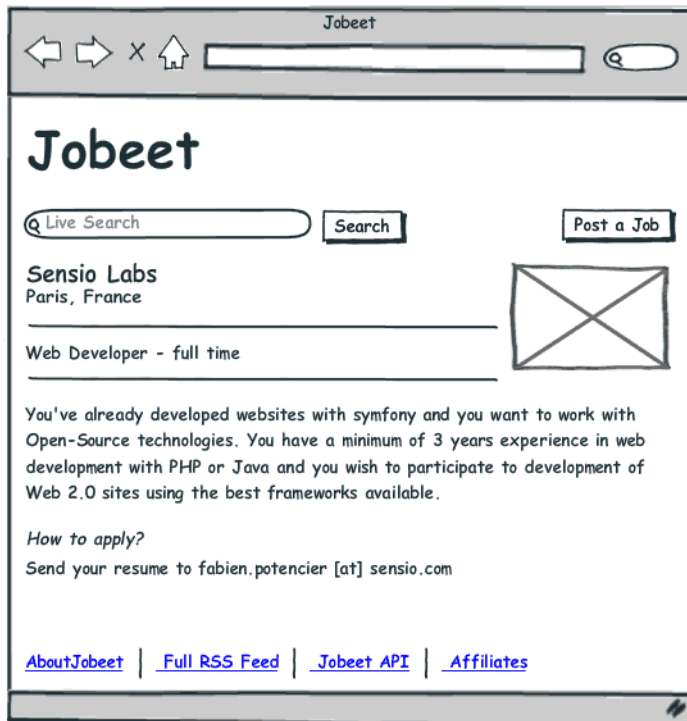 Jobeet
Jobeet
Live Search
Search
Post a Job
Sensio Labs
Paris, France
Web Developer - full time
You've already developed websites with symfony and you want to work with
Open-Source technologies. You have a minimum of 3 years experience in web
development with PHP or Java and you wish to participate to development of
Web 2.0 sites using the best frameworks available.
How to apply?
Send your resume to fabien.potencier [at] sensio.com
AboutJobeet | Full RSS Feed | Jobeet API | Affiliates